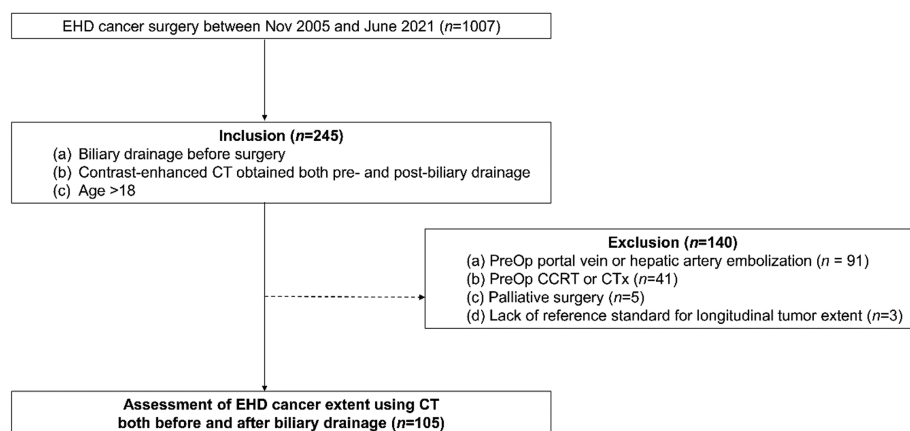 EHD cancer surgery between Nov 2005 and June 2021 (n=1007)
Inclusion (n=245)
(a) Biliary drainage before surgery
(b) Contrast-enhanced CT obtained both pre- and post-biliary drainage
(c) Age >18
Exclusion (n=140)
(a) PreOp portal vein or hepatic artery embolization (n = 91)
(b) PreOp CCRT or CTx (n=41)
(c) Palliative surgery (n=5)
(d) Lack of reference standard for longitudinal tumor extent (n=3)
Assessment of EHD cancer extent using CT
both before and after biliary drainage (n=105)